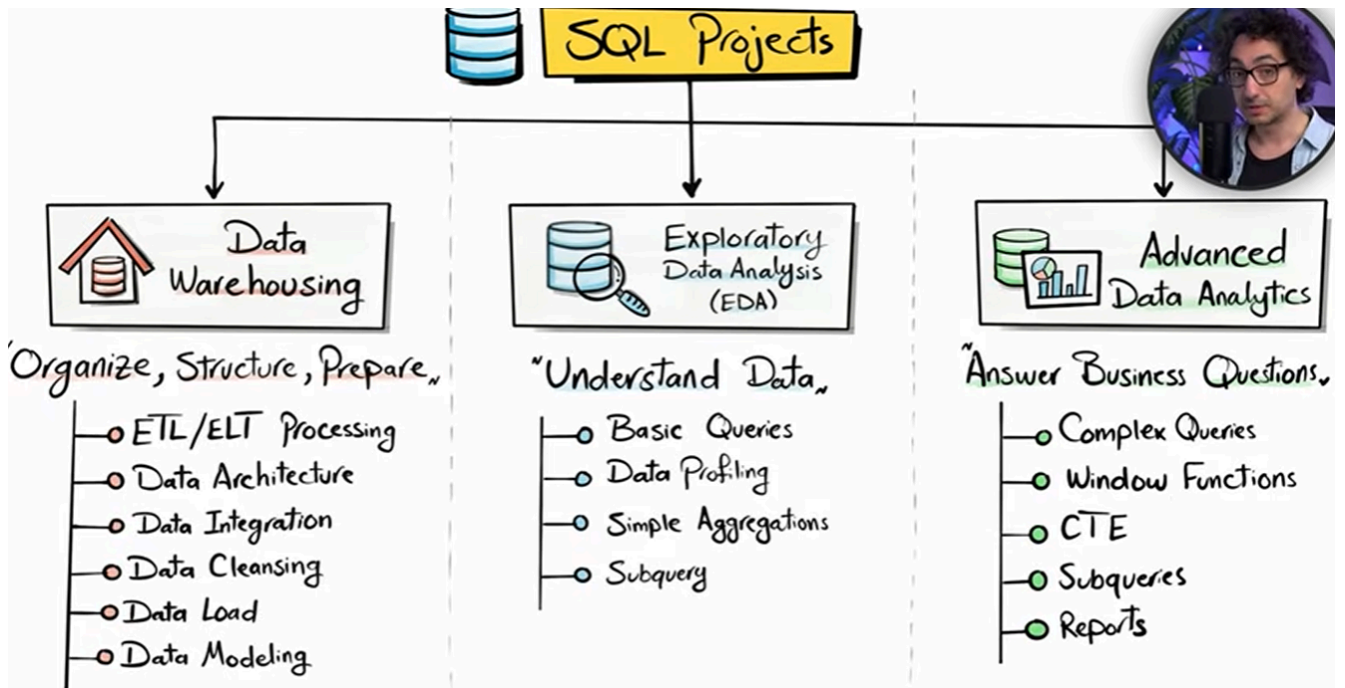 SQL Projects
Data
Warehousing
"Organize, Structure, Prepare"
ETL/ELT Processing
Data Architecture
Data Integration
Data Cleansing
Data Load
Data Modeling
Exploratory
Data Analysis
(EDA)
"Understand Data"
Basic Queries
Data Profiling
Simple Aggregations
Subquery
Advanced
Data Analytics
"Answer Business Questions"
Complex Queries
Window Functions
CTE
Subqueries
Reports